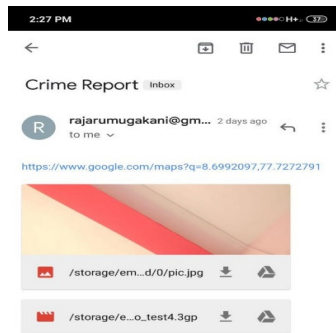 2:27 PM H+ 37
Crime Report Inbox
R
rajarumugakani@gm... 2 days ago
to me
https://www.google.com/maps?q=8.6992097,77.7272791
/storage/em...d/0/pic.jpg
/storage/e...o_test4.3gp